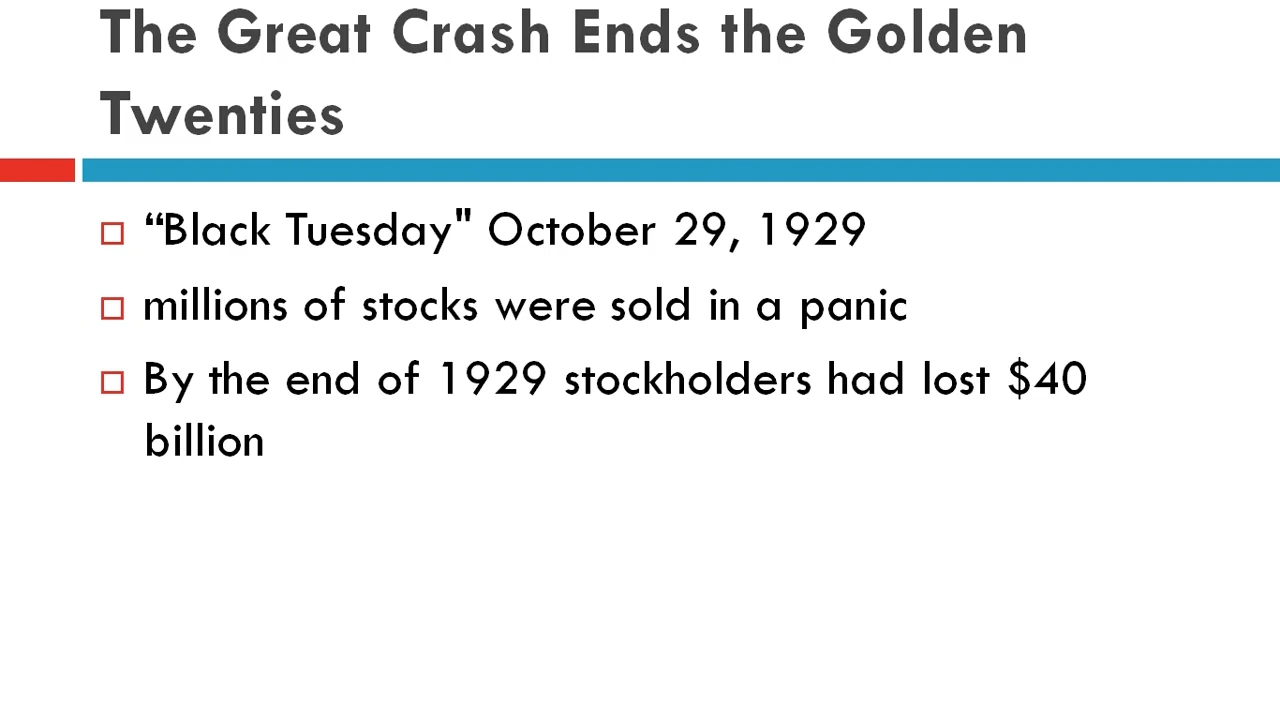 The Great Crash Ends the Golden
Twenties
“Black Tuesday" October 29, 1929
millions of stocks were sold in a panic
By the end of 1929 stockholders had lost $40
billion